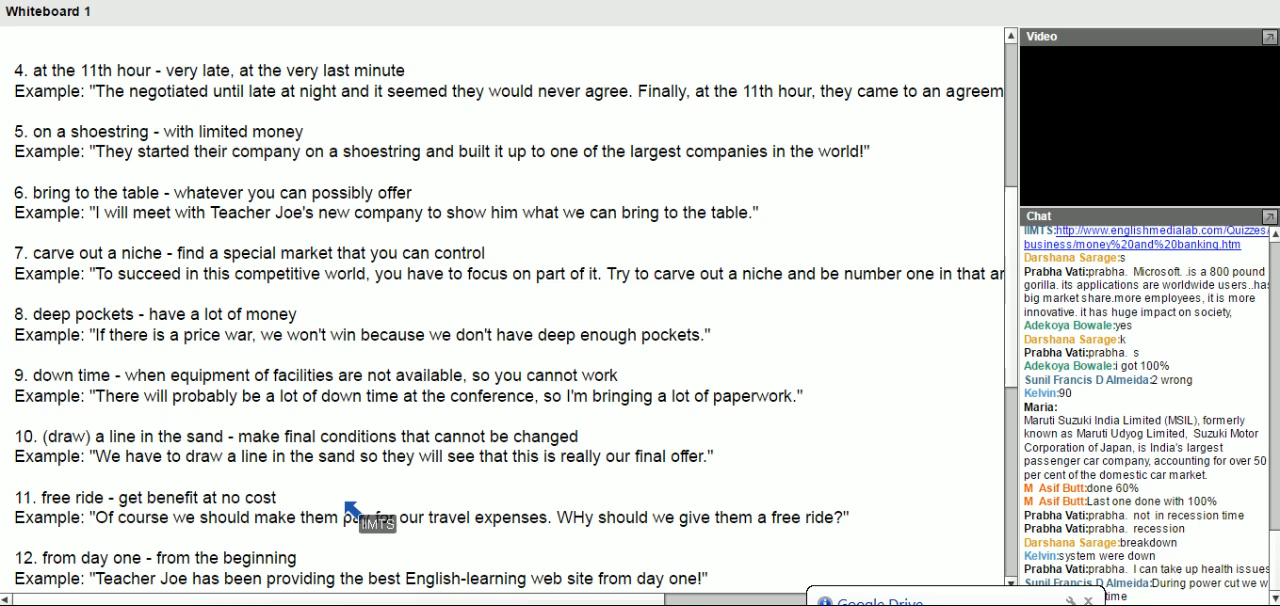 Whiteboard 1
4. at the 11th hour - very late, at the very last minute
Example: "The negotiated until late at night and it seemed they would never agree. Finally, at the 11th hour, they came to an agreem
5. on a shoestring - with limited money
Example: "They started their company on a shoestring and built it up to one of the largest companies in the world!"
6. bring to the table - whatever you can possibly offer
Example: "I will meet with Teacher Joe's new company to show him what we can bring to the table."
7. carve out a niche - find a special market that you can control
Example: "To succeed in this competitive world, you have to focus on part of it. Try to carve out a niche and be number one in that ar
8. deep pockets - have a lot of money
Example: "If there is a price war, we won't win because we don't have deep enough pockets."
9. down time - when equipment of facilities are not available, so you cannot work
Example: "There will probably be a lot of down time at the conference, so I'm bringing a lot of paperwork."
10. (draw) a line in the sand - make final conditions that cannot be changed
Example: "We have to draw a line in the sand so they will see that this is really our final offer."
11. free ride - get benefit at no cost
Example: "Of course we should make them pay for our travel expenses. WHy should we give them a free ride?"
IIMTS
12. from day one - from the beginning
Example: "Teacher Joe has been providing the best English-learning web site from day one!"
Video
Chat
IIMTS:http://www.englishmedialab.com/Quizzes/
business/money%20and%20banking.htm
Darshana Sarage:s
Prabha Vati:prabha. Microsoft. .is a 800 pound
gorilla. its applications are worldwide users..has
big market share.more employees, it is more
innovative. it has huge impact on society,
Adekoya Bowale:yes
Darshana Sarage:k
Prabha Vati:prabha. s
Adekoya Bowale:i got 100%
Sunil Francis D Almeida:2 wrong
Kelvin:90
Maria:
Maruti Suzuki India Limited (MSIL), formerly
known as Maruti Udyog Limited, Suzuki Motor
Corporation of Japan, is India's largest
passenger car company, accounting for over 50
per cent of the domestic car market.
M Asif Butt:done 60%
M Asif Butt:Last one done with 100%
Prabha Vati:prabha. not in recession time
Prabha Vati:prabha. recession
Darshana Sarage:breakdown
Kelvin:system were down
Prabha Vati:prabha. I can take up health issues
Sunil Francis D Almeida:During power cut we w
time
Google Drive